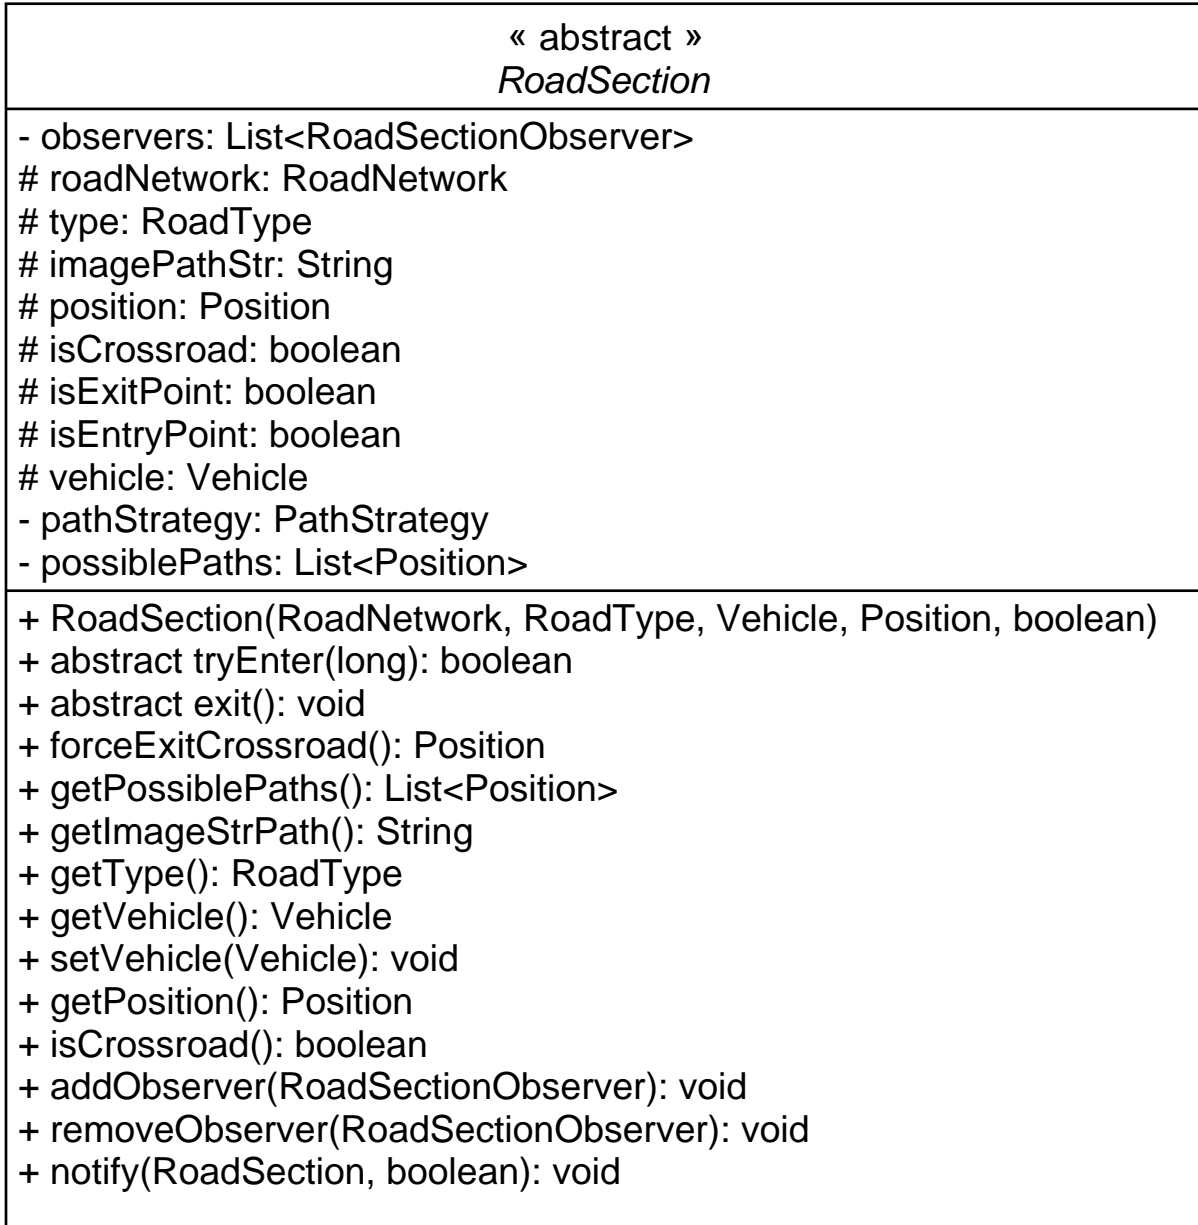 « abstract »
RoadSection
- observers: List<RoadSectionObserver>
# roadNetwork: RoadNetwork
# type: RoadType
# imagePathStr: String
# position: Position
# isCrossroad: boolean
# isExitPoint: boolean
# isEntryPoint: boolean
# vehicle: Vehicle
- pathStrategy: PathStrategy
- possiblePaths: List<Position>
+ RoadSection(RoadNetwork, RoadType, Vehicle, Position, boolean)
+ abstract tryEnter(long): boolean
+ abstract exit(): void
+ forceExitCrossroad(): Position
+ getPossiblePaths(): List<Position>
+ getImageStrPath(): String
+ getType(): RoadType
+ getVehicle(): Vehicle
+ setVehicle(Vehicle): void
+ getPosition(): Position
+ isCrossroad(): boolean
+ addObserver(RoadSectionObserver): void
+ removeObserver(RoadSectionObserver): void
+ notify(RoadSection, boolean): void